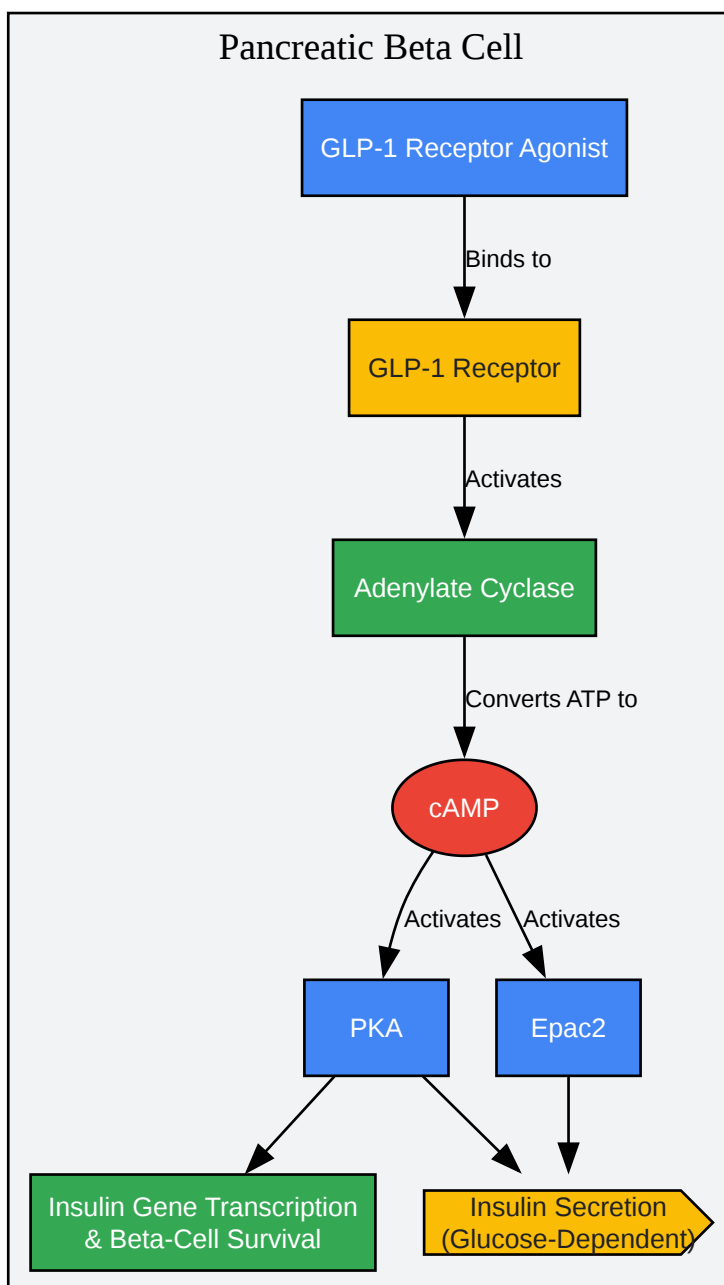 Pancreatic Beta Cell
GLP-1 Receptor Agonist
Binds to
GLP-1 Receptor
Activates
Adenylate Cyclase
Converts ATP to
cAMP
Activates
Activates
PKA
Epac2
Insulin Gene Transcription
& Beta-Cell Survival
Insulin Secretion
(Glucose-Dependent)